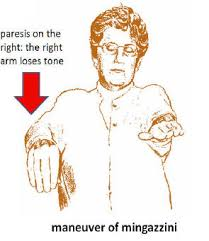 paresis on the
right: the right
arm loses tone
maneuver of mingazzini